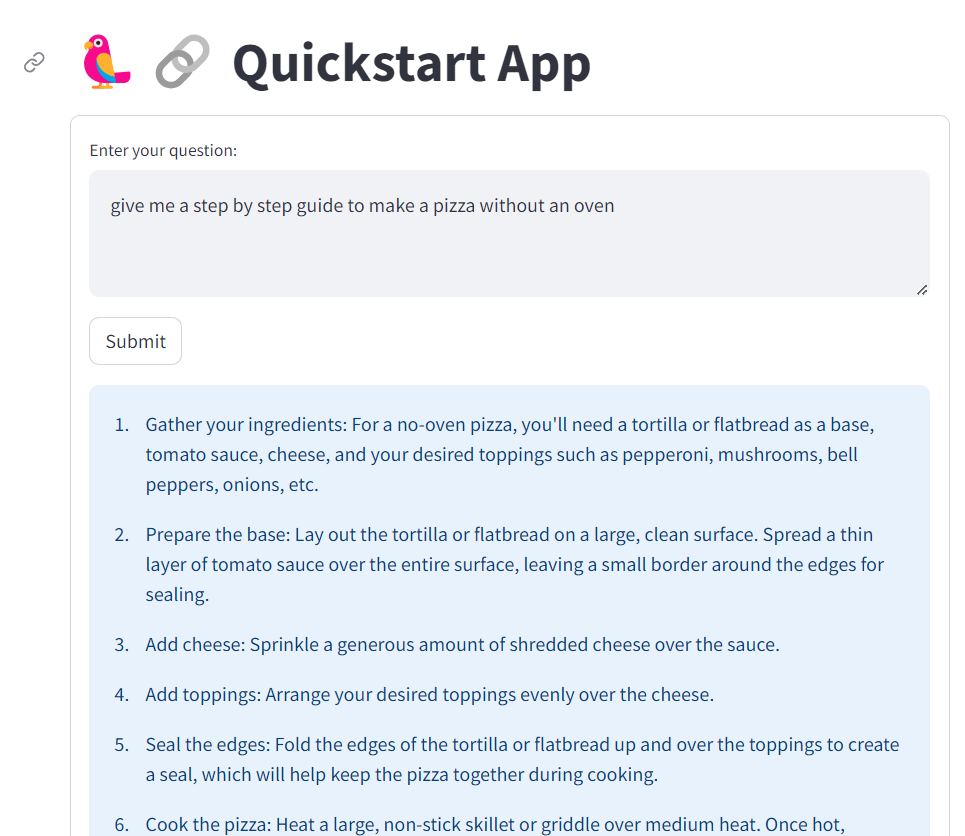 Quickstart App
Enter your question:
give me a step by step guide to make a pizza without an oven
Submit
1. Gather your ingredients: For a no-oven pizza, you'll need a tortilla or flatbread as a base,
tomato sauce, cheese, and your desired toppings such as pepperoni, mushrooms, bell
peppers, onions, etc.
2. Prepare the base: Lay out the tortilla or flatbread on a large, clean surface. Spread a thin
layer of tomato sauce over the entire surface, leaving a small border around the edges for
sealing.
3. Add cheese: Sprinkle a generous amount of shredded cheese over the sauce.
4. Add toppings: Arrange your desired toppings evenly over the cheese.
5. Seal the edges: Fold the edges of the tortilla or flatbread up and over the toppings to create
a seal, which will help keep the pizza together during cooking.
6. Cook the pizza: Heat a large, non-stick skillet or griddle over medium heat. Once hot,